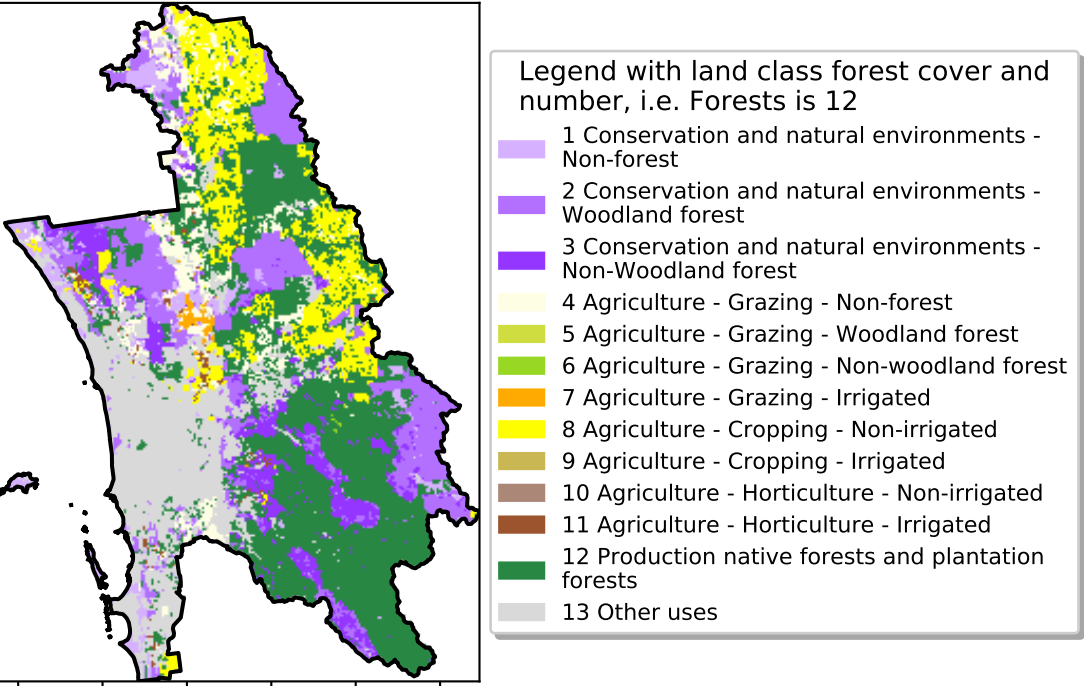 Legend with land class forest cover and
number, i.e. Forests is 12
1 Conservation and natural environments -
Non-forest
2 Conservation and natural environments -
Woodland forest
3 Conservation and natural environments -
Non-Woodland forest
4 Agriculture - Grazing - Non-forest
5 Agriculture - Grazing - Woodland forest
6 Agriculture - Grazing - Non-woodland forest
7 Agriculture - Grazing - Irrigated
8 Agriculture - Cropping - Non-irrigated
9 Agriculture - Cropping - Irrigated
10 Agriculture - Horticulture - Non-irrigated
11 Agriculture - Horticulture - Irrigated
12 Production native forests and plantation
forests
13 Other uses